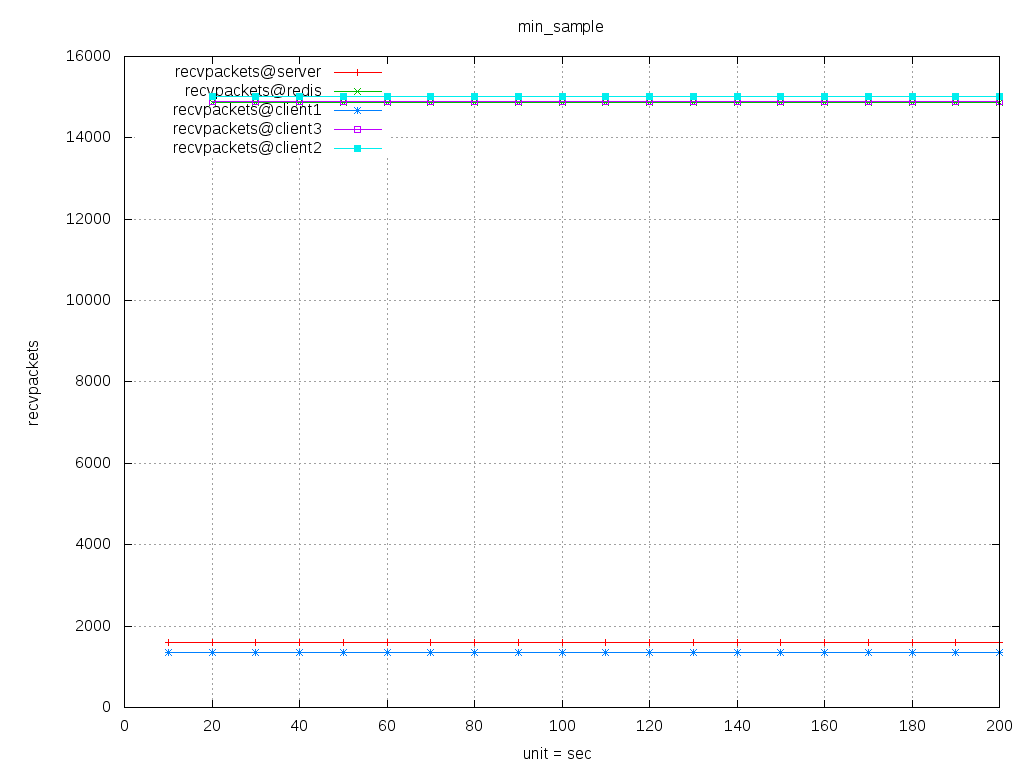 min_sample
16000
14000
12000
10000
8000
6000
4000
2000
0
recvpackets
recvpackets@server
recvpackets@redis
recvpackets@client1
recvpackets@client3
recvpackets@client2
0 20 40 60 80 100 120 140 160 180 200
unit = sec